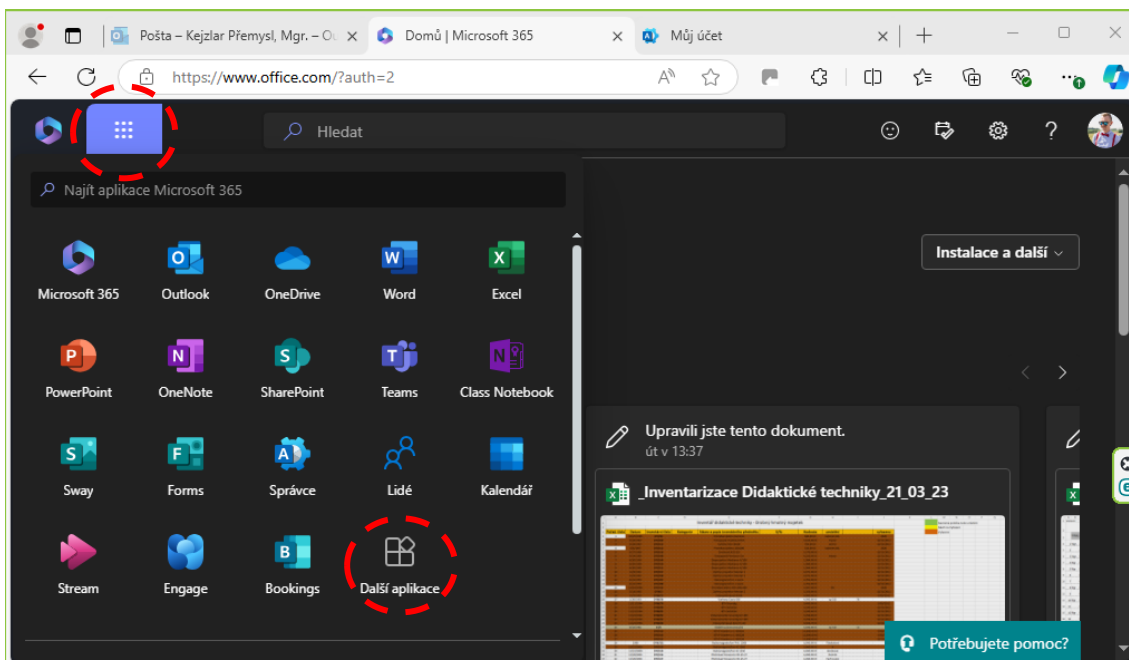 Pošta – Kejzlar Přemysl, Mgr. – Ou
Domů | Microsoft 365
Můj účet
https://www.office.com/?auth=2
Hledat
Najít aplikace Microsoft 365
Instalace a další
Microsoft 365
Outlook
OneDrive
Word
Excel
PowerPoint
OneNote
SharePoint
Teams
Class Notebook
Sway
Forms
Správce
Lidé
Kalendář
Stream
Engage
Bookings
Další aplikace
Upravili jste tento dokument.
út v 13:37
_Inventarizace Didaktické techniky_21_03_23
Potřebujete pomoc?